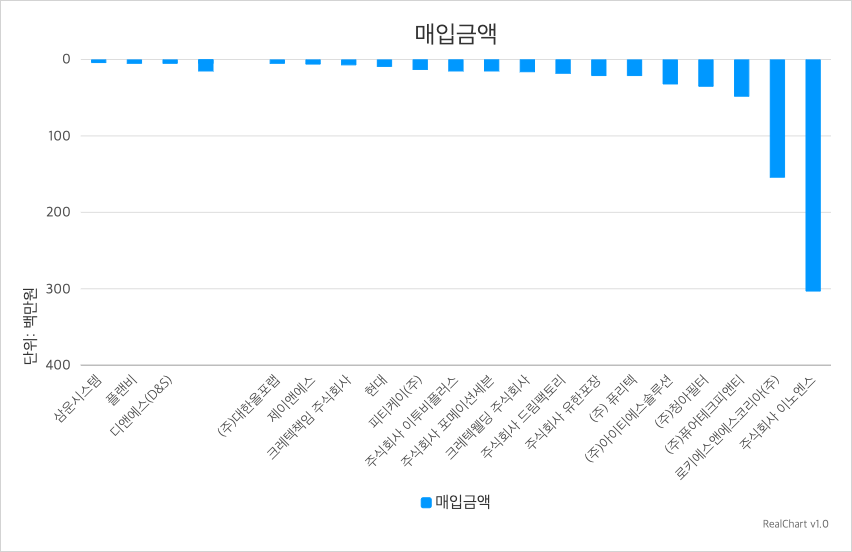 매입금액
0
100
200
300
400
단위: 백만원
삼운시스템
플랜비
디앤에스(D&S)
(주)대한올포랩
제이앤에스
크레텍책임 주식회사
현대
피티케이(주)
주식회사 이투비플러스
주식회사 포메이션세븐
크레텍웰딩 주식회사
주식회사 드림팩토리
주식회사 유한포장
(주) 퓨리텍
(주)아이티에스솔루션
(주)청아필터
(주)퓨어테크피앤티
로키에스앤에스코리아(주)
주식회사 이노엔스
매입금액
RealChart v1.0